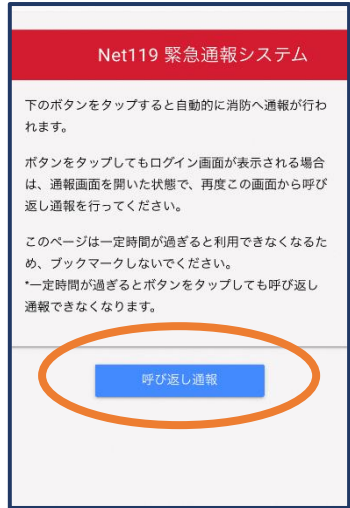 Net119 緊急通報システム
下のボタンをタップすると自動的に消防へ通報が行わ
れます。
ボタンをタップしてもログイン画面が表示される場合
は、通報画面を開いた状態で、再度この画面から呼び
返し通報を行ってください。
このページは一定時間が過ぎると利用できなくなるた
め、ブックマークしないでください。
*一定時間が過ぎるとボタンをタップしても呼び返し
通報できなくなります。
呼び返し通報